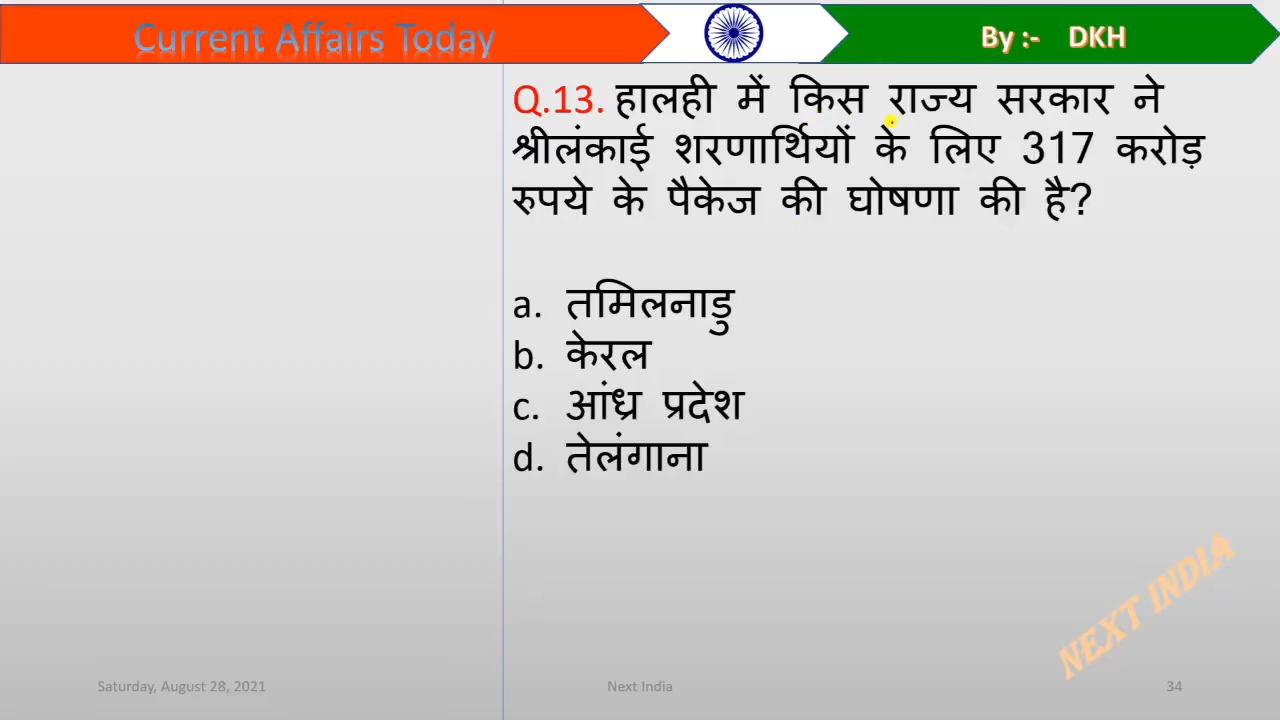 Current Affairs Today
By :- DKH
Q.13. हालही में किस राज्य सरकार ने
श्रीलंकाई शरणार्थियों के लिए 317 करोड़
रुपये के पैकेज की घोषणा की है?
a. तमिलनाडु
b. केरल
c. आंध्र प्रदेश
d. तेलंगाना
NEXT INDIA
Saturday, August 28, 2021
Next India
34